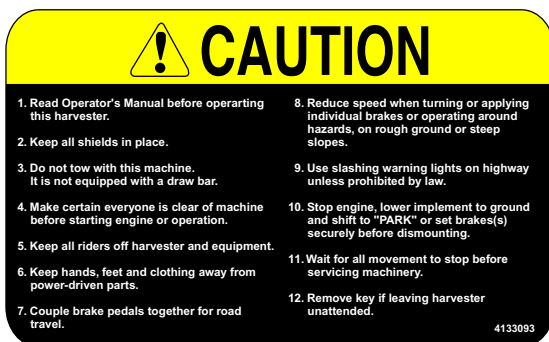 CAUTION
1. Read Operator's Manual before operarting
this harvester.
2. Keep all shields in place.
3. Do not tow with this machine.
It is not equipped with a draw bar.
4. Make certain everyone is clear of machine
before starting engine or operation.
5. Keep all riders off harvester and equipment.
6. Keep hands, feet and clothing away from
power-driven parts.
7. Couple brake pedals together for road
travel.
8. Reduce speed when turning or applying
individual brakes or operating around
hazards, on rough ground or steep
slopes.
9. Use slashing warning lights on highway
unless prohibited by law.
10. Stop engine, lower implement to ground
and shift to "PARK" or set brakes(s)
securely before dismounting.
11. Wait for all movement to stop before
servicing machinery.
12. Remove key if leaving harvester
unattended.
4133093